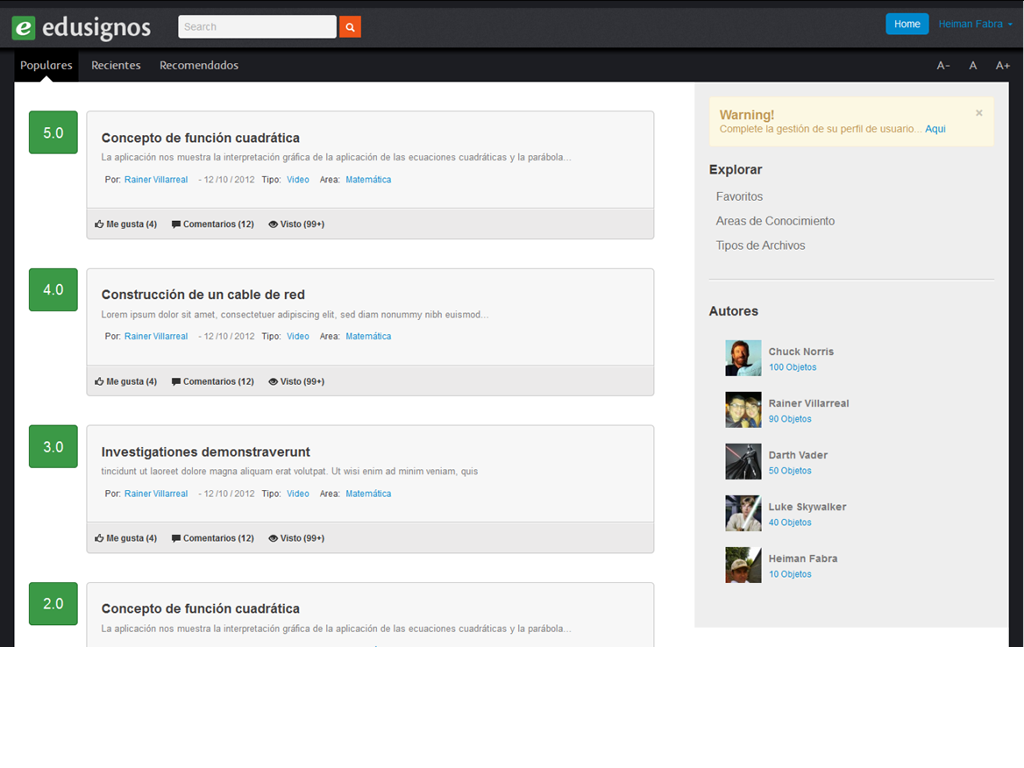 e edusignos
Search
Home
Heiman Fabra
Populares Recientes Recomendados
A- A A+
5.0
Concepto de función cuadrática
La aplicación nos muestra la interpretación gráfica de la aplicación de las ecuaciones cuadráticas y la parábola...
Por: Rainer Villarreal - 12 /10 / 2012 Tipo: Video Area: Matemática
Me gusta (4) Comentarios (12) Visto (99+)
4.0
Construcción de un cable de red
Lorem ipsum dolor sit amet, consectetuer adipiscing elit, sed diam nonummy nibh euismod...
Por: Rainer Villarreal - 12 /10 / 2012 Tipo: Video Area: Matemática
Me gusta (4) Comentarios (12) Visto (99+)
3.0
Investigationes demonstraverunt
tincidunt ut laoreet dolore magna aliquam erat volutpat. Ut wisi enim ad minim veniam, quis
Por: Rainer Villarreal - 12 /10 / 2012 Tipo: Video Area: Matemática
Me gusta (4) Comentarios (12) Visto (99+)
2.0
Concepto de función cuadrática
La aplicación nos muestra la interpretación gráfica de la aplicación de las ecuaciones cuadráticas y la parábola...
Warning! ×
Complete la gestión de su perfil de usuario... Aqui
Explorar
Favoritos
Areas de Conocimiento
Tipos de Archivos
Autores
Chuck Norris
100 Objetos
Rainer Villarreal
90 Objetos
Darth Vader
50 Objetos
Luke Skywalker
40 Objetos
Heiman Fabra
10 Objetos